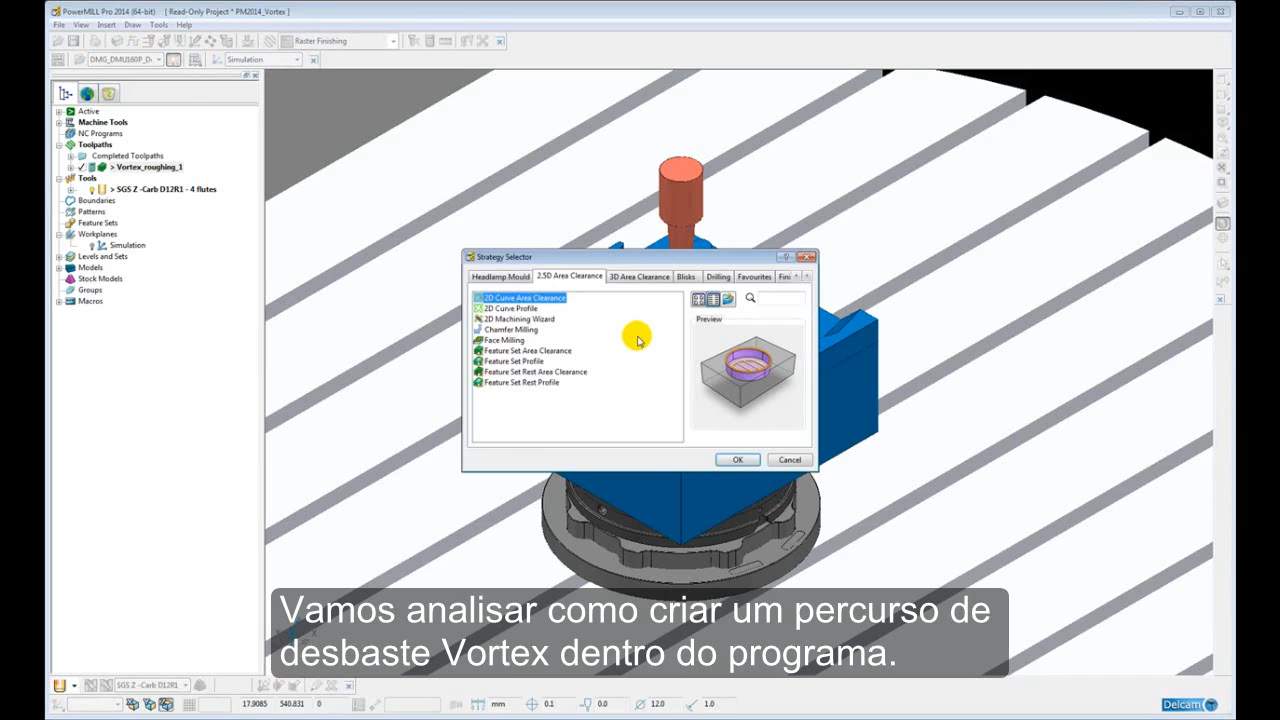 PowerMILL Pro 2014 (64-bit) [ Read-Only Project * PM2014_Vortex ]
File View Insert Draw Tools Help
Raster Finishing
DMG_DMU160P_D Simulation
Active
Machine Tools
NC Programs
Toolpaths
Completed Toolpaths
> Vortex_roughing_1
Tools
> SGS Z -Carb D12R1 - 4 flutes
Boundaries
Patterns
Feature Sets
Workplanes
Simulation
Levels and Sets
Models
Stock Models
Groups
Macros
Strategy Selector
Headlamp Mould 2.5D Area Clearance 3D Area Clearance Blisks Drilling Favourites Fini
2D Curve Area Clearance
2D Curve Profile
2D Machining Wizard
Chamfer Milling
Face Milling
Feature Set Area Clearance
Feature Set Profile
Feature Set Rest Area Clearance
Feature Set Rest Profile
Preview
OK Cancel
Vamos analisar como criar um percurso de
desbaste Vortex dentro do programa.
SGS Z -Carb D12R1
17.9085 540.831 0 mm 0.1 0.0 12.0 1.0
Delcam